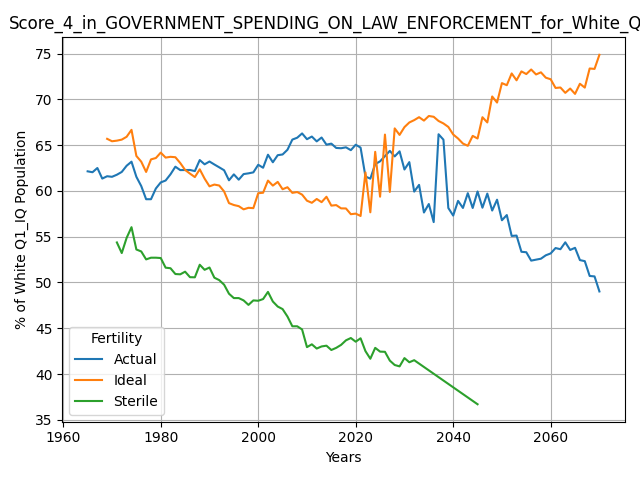 Score_4_in_GOVERNMENT_SPENDING_ON_LAW_ENFORCEMENT_for_White_Q
% of White Q1_IQ Population
75
70
65
60
55
50
45
40
35
Fertility
Actual
Ideal
Sterile
1960 1980 2000 2020 2040 2060
Years